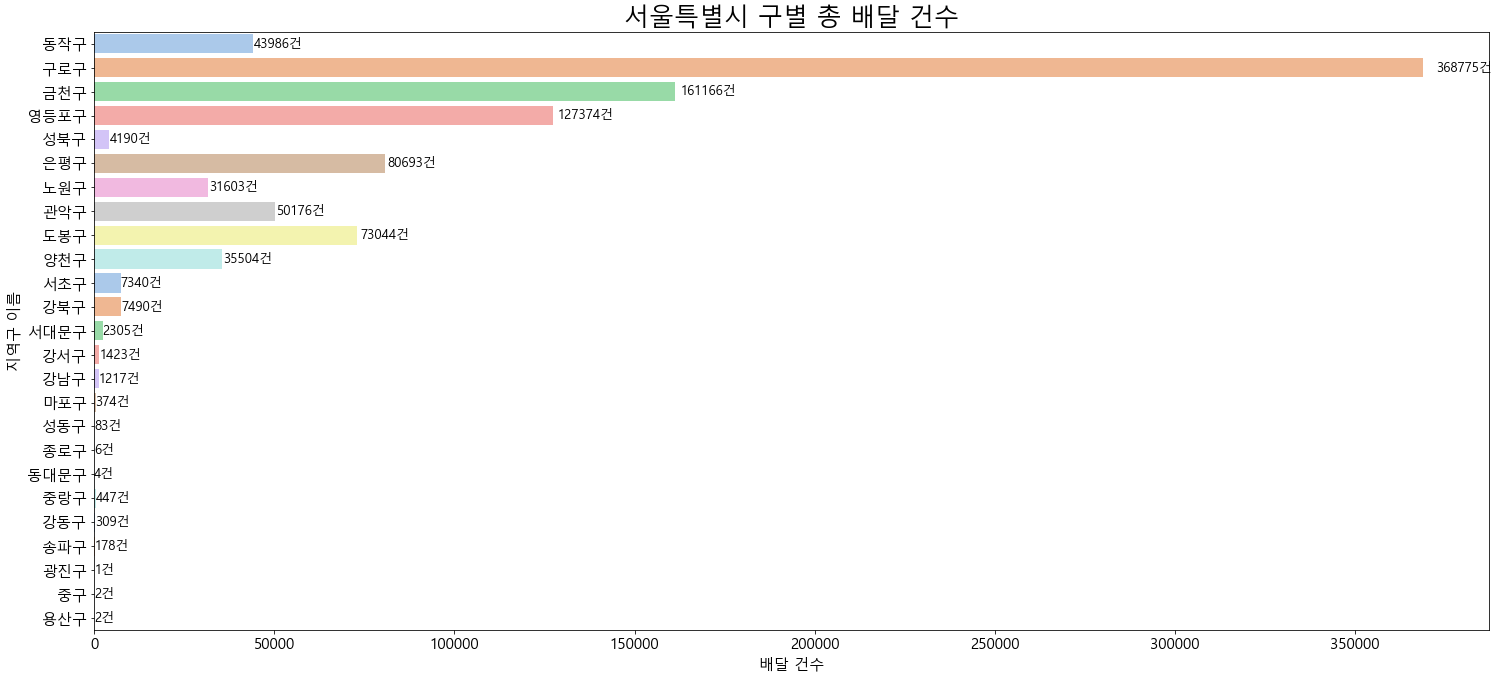 서울특별시 구별 총 배달 건수
지역구 이름
동작구 43986건
구로구 368775건
금천구 161166건
영등포구 127374건
성북구 4190건
은평구 80693건
노원구 31603건
관악구 50176건
도봉구 73044건
양천구 35504건
서초구 7340건
강북구 7490건
서대문구 2305건
강서구 1423건
강남구 1217건
마포구 374건
성동구 83건
종로구 6건
동대문구 4건
중랑구 447건
강동구 309건
송파구 178건
광진구 1건
중구 2건
용산구 2건
0 50000 100000 150000 200000 250000 300000 350000
배달 건수